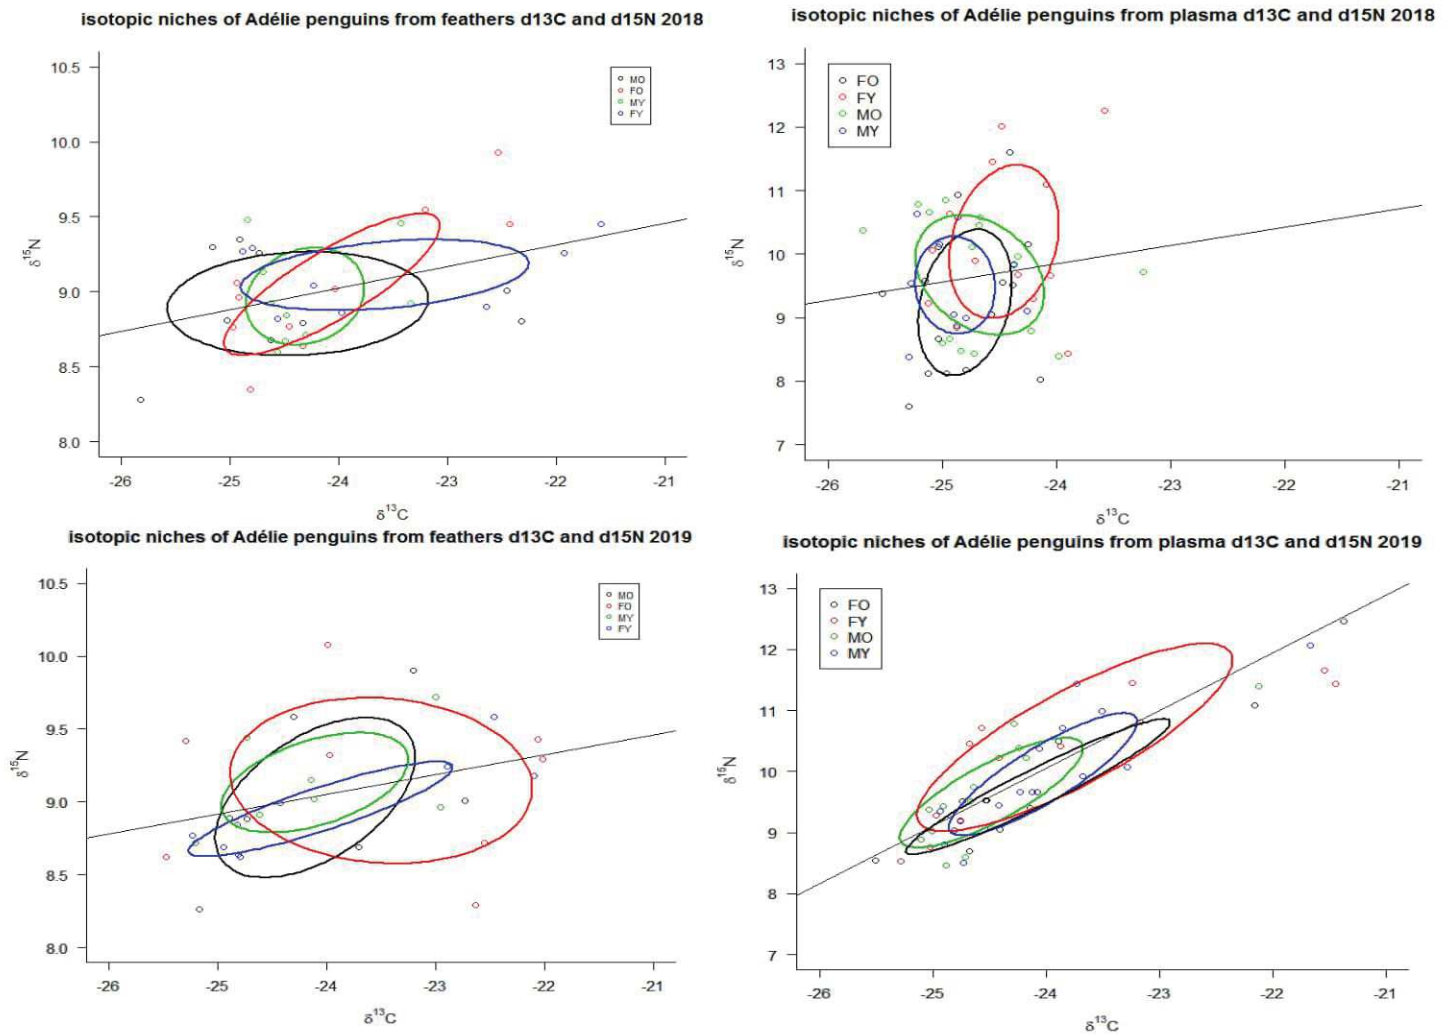 isotopic niches of Adélie penguins from feathers d13C and d15N 2018
10.5
10.0
9.5
9.0
8.5
8.0
δ15N
MO
FO
MY
FY
-26
-25
-24
-23
-22
-21
δ13C
isotopic niches of Adélie penguins from plasma d13C and d15N 2018
13
12
11
10
9
8
7
δ15N
FO
FY
MO
MY
-26
-25
-24
-23
-22
-21
δ13C
isotopic niches of Adélie penguins from feathers d13C and d15N 2019
10.5
10.0
9.5
9.0
8.5
8.0
δ15N
MO
FO
MY
FY
-26
-25
-24
-23
-22
-21
δ13C
isotopic niches of Adélie penguins from plasma d13C and d15N 2019
13
12
11
10
9
8
7
δ15N
FO
FY
MO
MY
-26
-25
-24
-23
-22
-21
δ13C